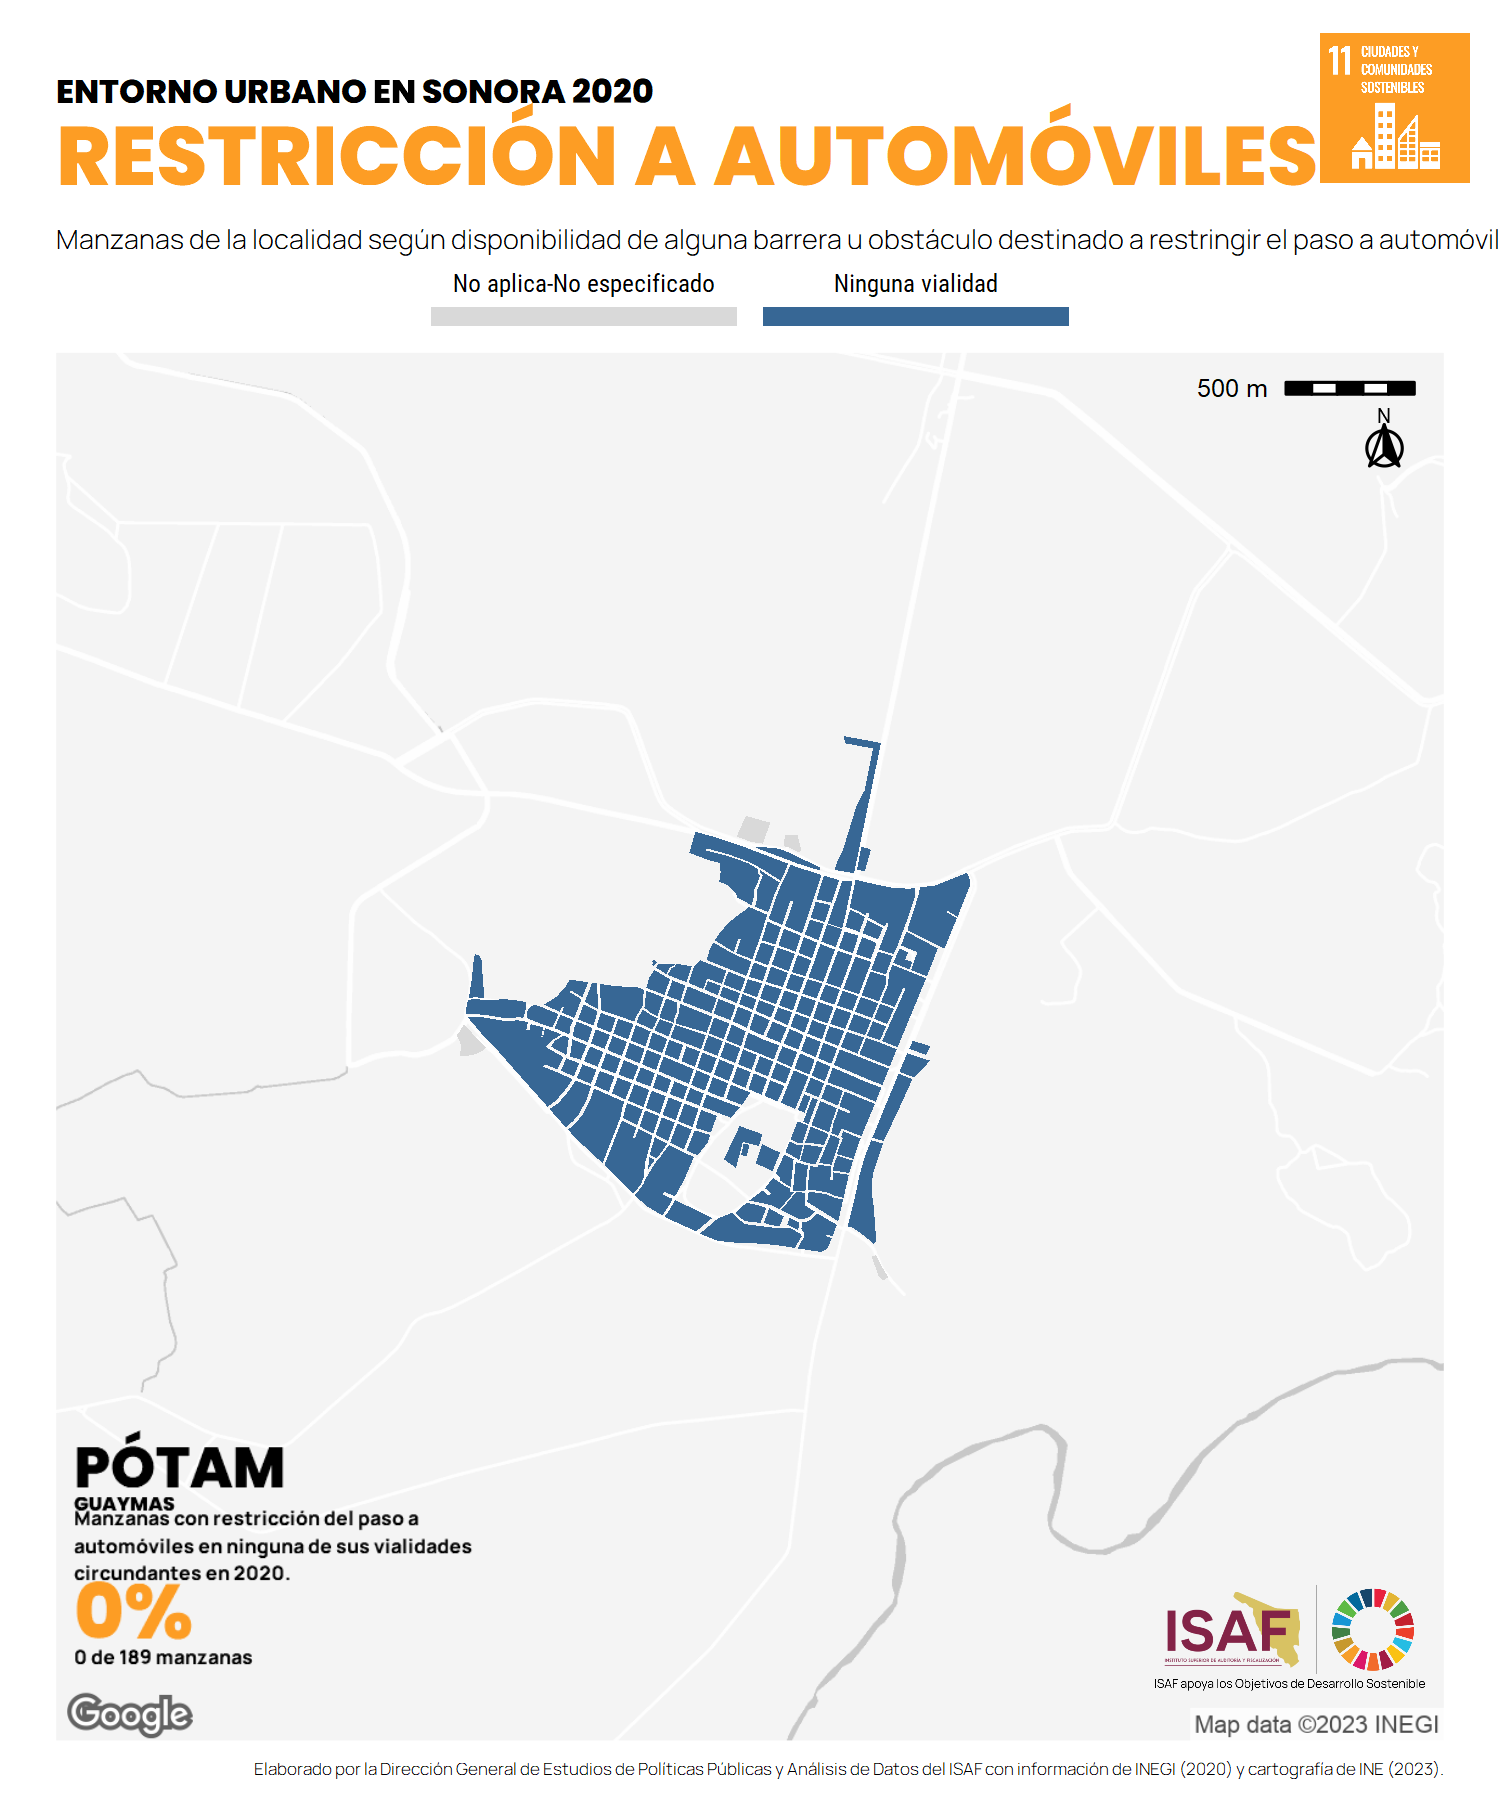 ENTORNO URBANO EN SONORA 2020
RESTRICCIÓN A AUTOMÓVILES
11 CIUDADES Y
COMUNIDADES
SOSTENIBLES
Manzanas de la localidad según disponibilidad de alguna barrera u obstáculo destinado a restringir el paso a automóvil
No aplica-No especificado
Ninguna vialidad
500 m
N
PÓTAM
GUAYMAS
Manzanas con restricción del paso a
automóviles en ninguna de sus vialidades
circundantes en 2020.
0%
0 de 189 manzanas
Google
ISAF
INSTITUTO SUPERIOR DE AUDITORÍA Y FISCALIZACIÓN
ISAF apoya los Objetivos de Desarrollo Sostenible
Map data ©2023 INEGI
Elaborado por la Dirección General de Estudios de Políticas Públicas y Análisis de Datos del ISAF con información de INEGI (2020) y cartografía de INE (2023).